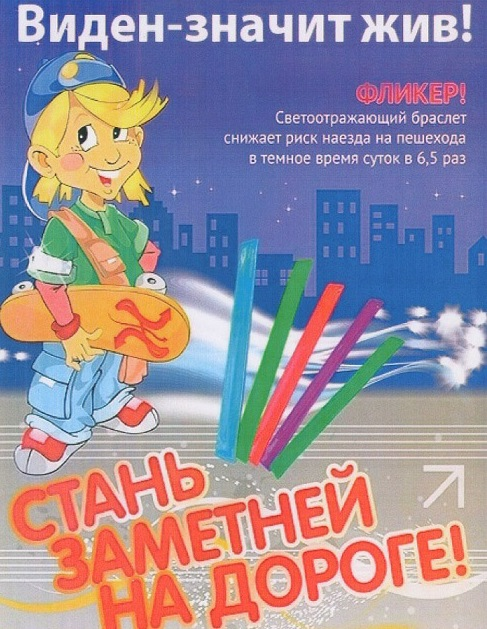 Виден-значит жив!
ФЛИКЕР!
Светоотражающий браслет
снижает риск наезда на пешехода
в темное время суток в 6,5 раз
СТАНЬ
ЗАМЕТНЕЙ
НА ДОРОГЕ!